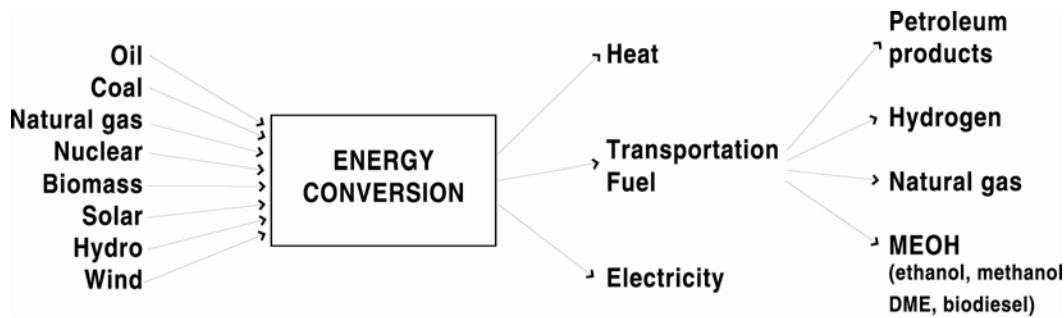 Oil
Coal
Natural gas
Nuclear
Biomass
Solar
Hydro
Wind
ENERGY
CONVERSION
Heat
Transportation
Fuel
Electricity
Petroleum
products
Hydrogen
Natural gas
MEOH
(ethanol, methanol
DME, biodiesel)